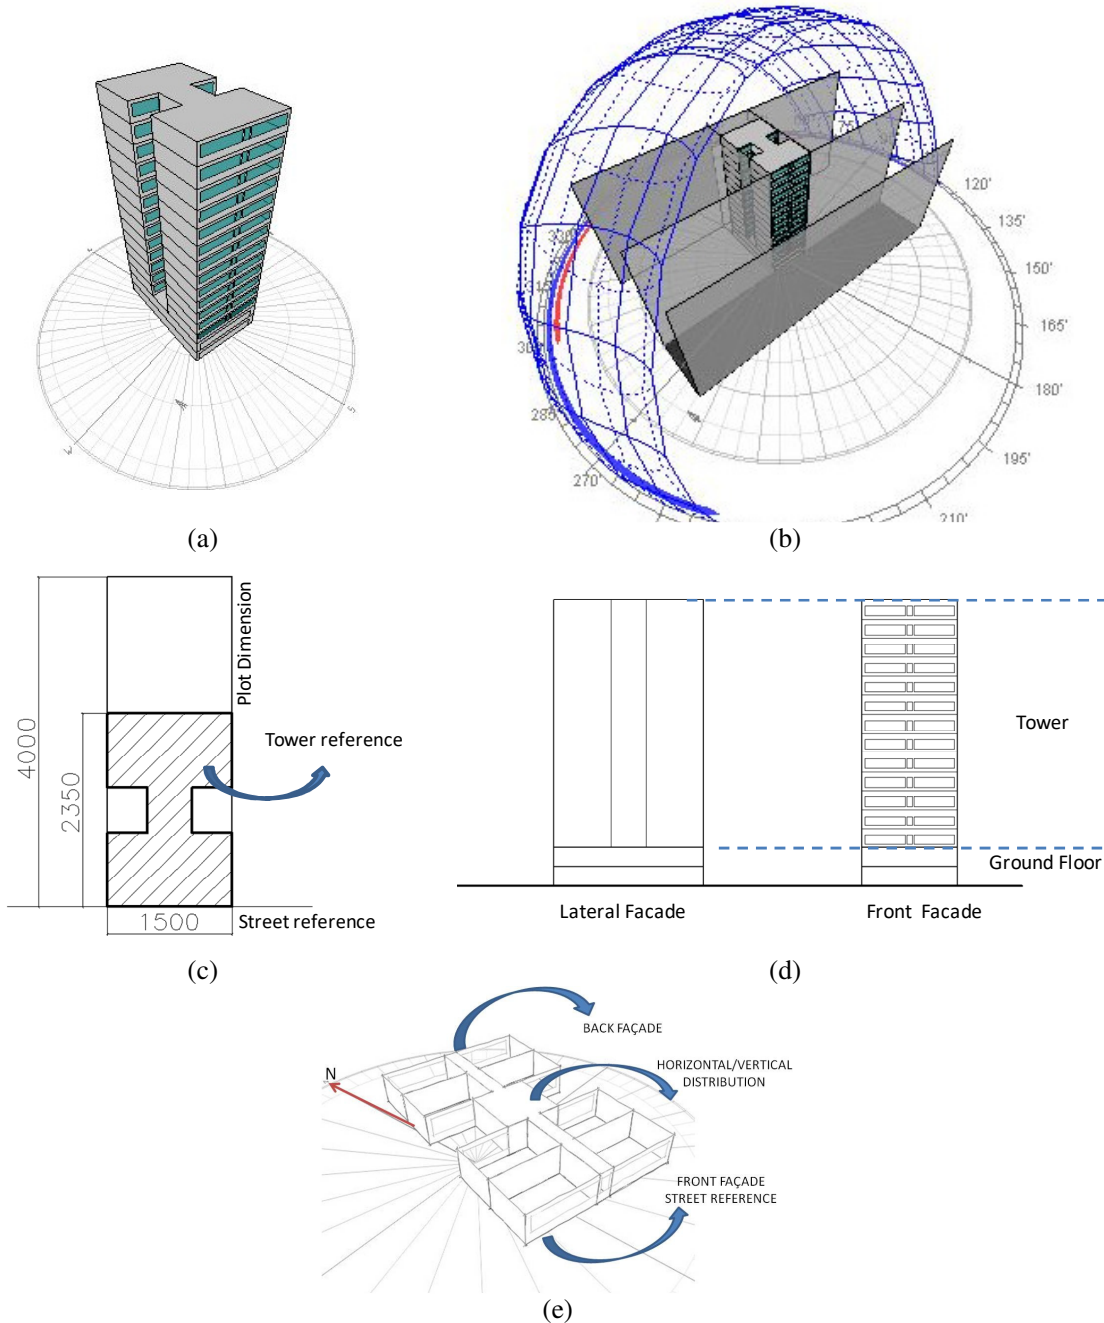 120'
135'
150'
165'
180'
195'
210'
270'
285'
(a)
(b)
4000
2350
1500
Plot Dimension
Tower reference
Street reference
Tower
Ground Floor
Lateral Facade
Front Facade
(c)
(d)
BACK FAÇADE
HORIZONTAL/VERTICAL
DISTRIBUTION
N
FRONT FAÇADE
STREET REFERENCE
(e)